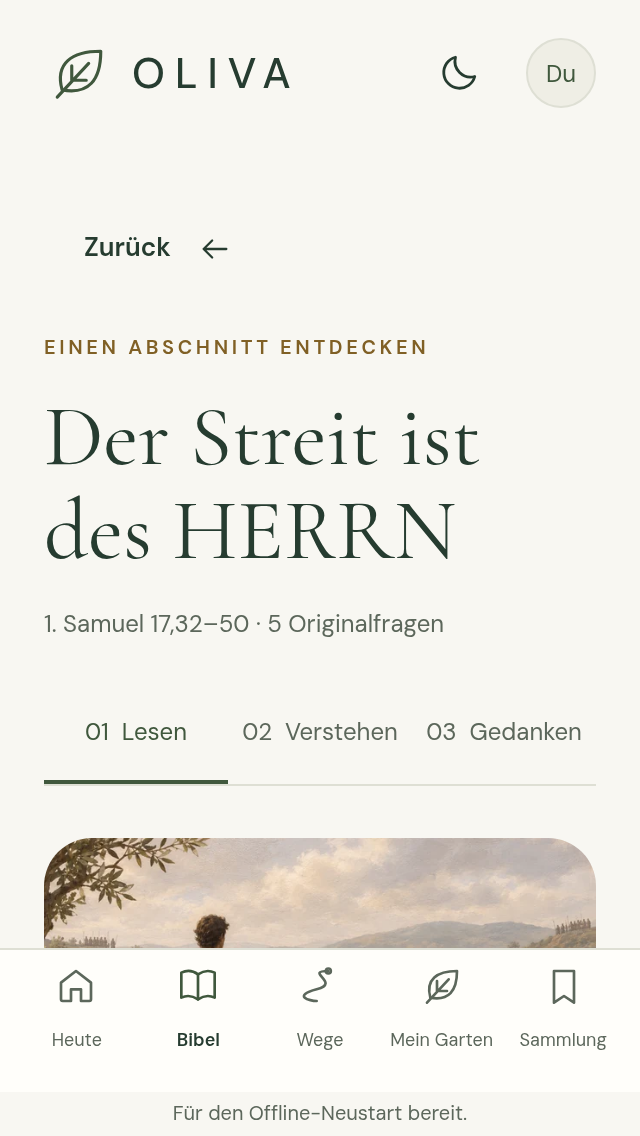 OLIVA
Du
Zurück ←
EINEN ABSCHNITT ENTDECKEN
Der Streit ist
des HERRN
1. Samuel 17,32–50 · 5 Originalfragen
01 Lesen 02 Verstehen 03 Gedanken
Heute Bibel Wege Mein Garten Sammlung
Für den Offline-Neustart bereit.